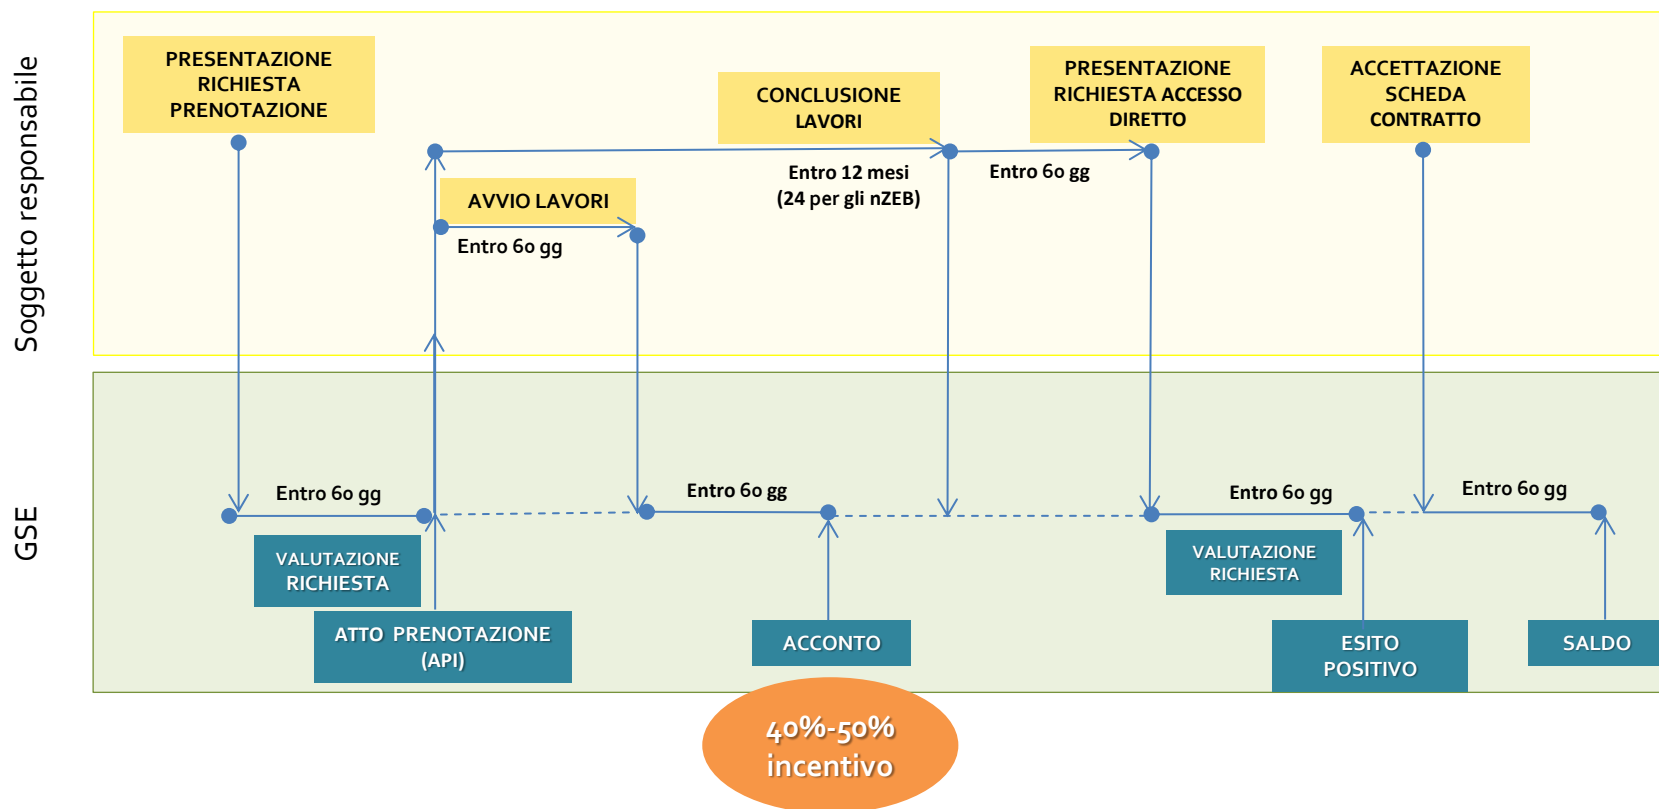 Soggetto responsabile
PRESENTAZIONE
RICHIESTA
PRENOTAZIONE
AVVIO LAVORI
Entro 60 gg
CONCLUSIONE
LAVORI
Entro 12 mesi
(24 per gli nZEB)
Entro 60 gg
PRESENTAZIONE
RICHIESTA ACCESSO
DIRETTO
ACCETTAZIONE
SCHEDA
CONTRATTO
GSE
Entro 60 gg
VALUTAZIONE
RICHIESTA
ATTO PRENOTAZIONE
(API)
Entro 60 gg
ACCONTO
40%-50%
incentivo
Entro 60 gg
VALUTAZIONE
RICHIESTA
ESITO
POSITIVO
Entro 60 gg
SALDO